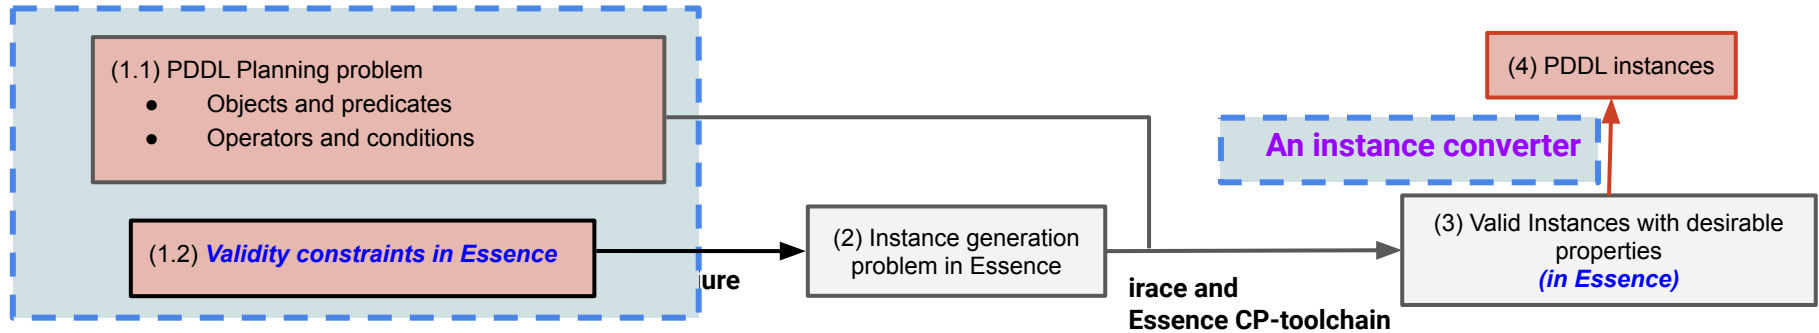 (1.1) PDDL Planning problem
● Objects and predicates
● Operators and conditions
(4) PDDL instances
An instance converter
(1.2) Validity constraints in Essence
(2) Instance generation
problem in Essence
(3) Valid Instances with desirable
properties
(in Essence)
ure
irace and
Essence CP-toolchain